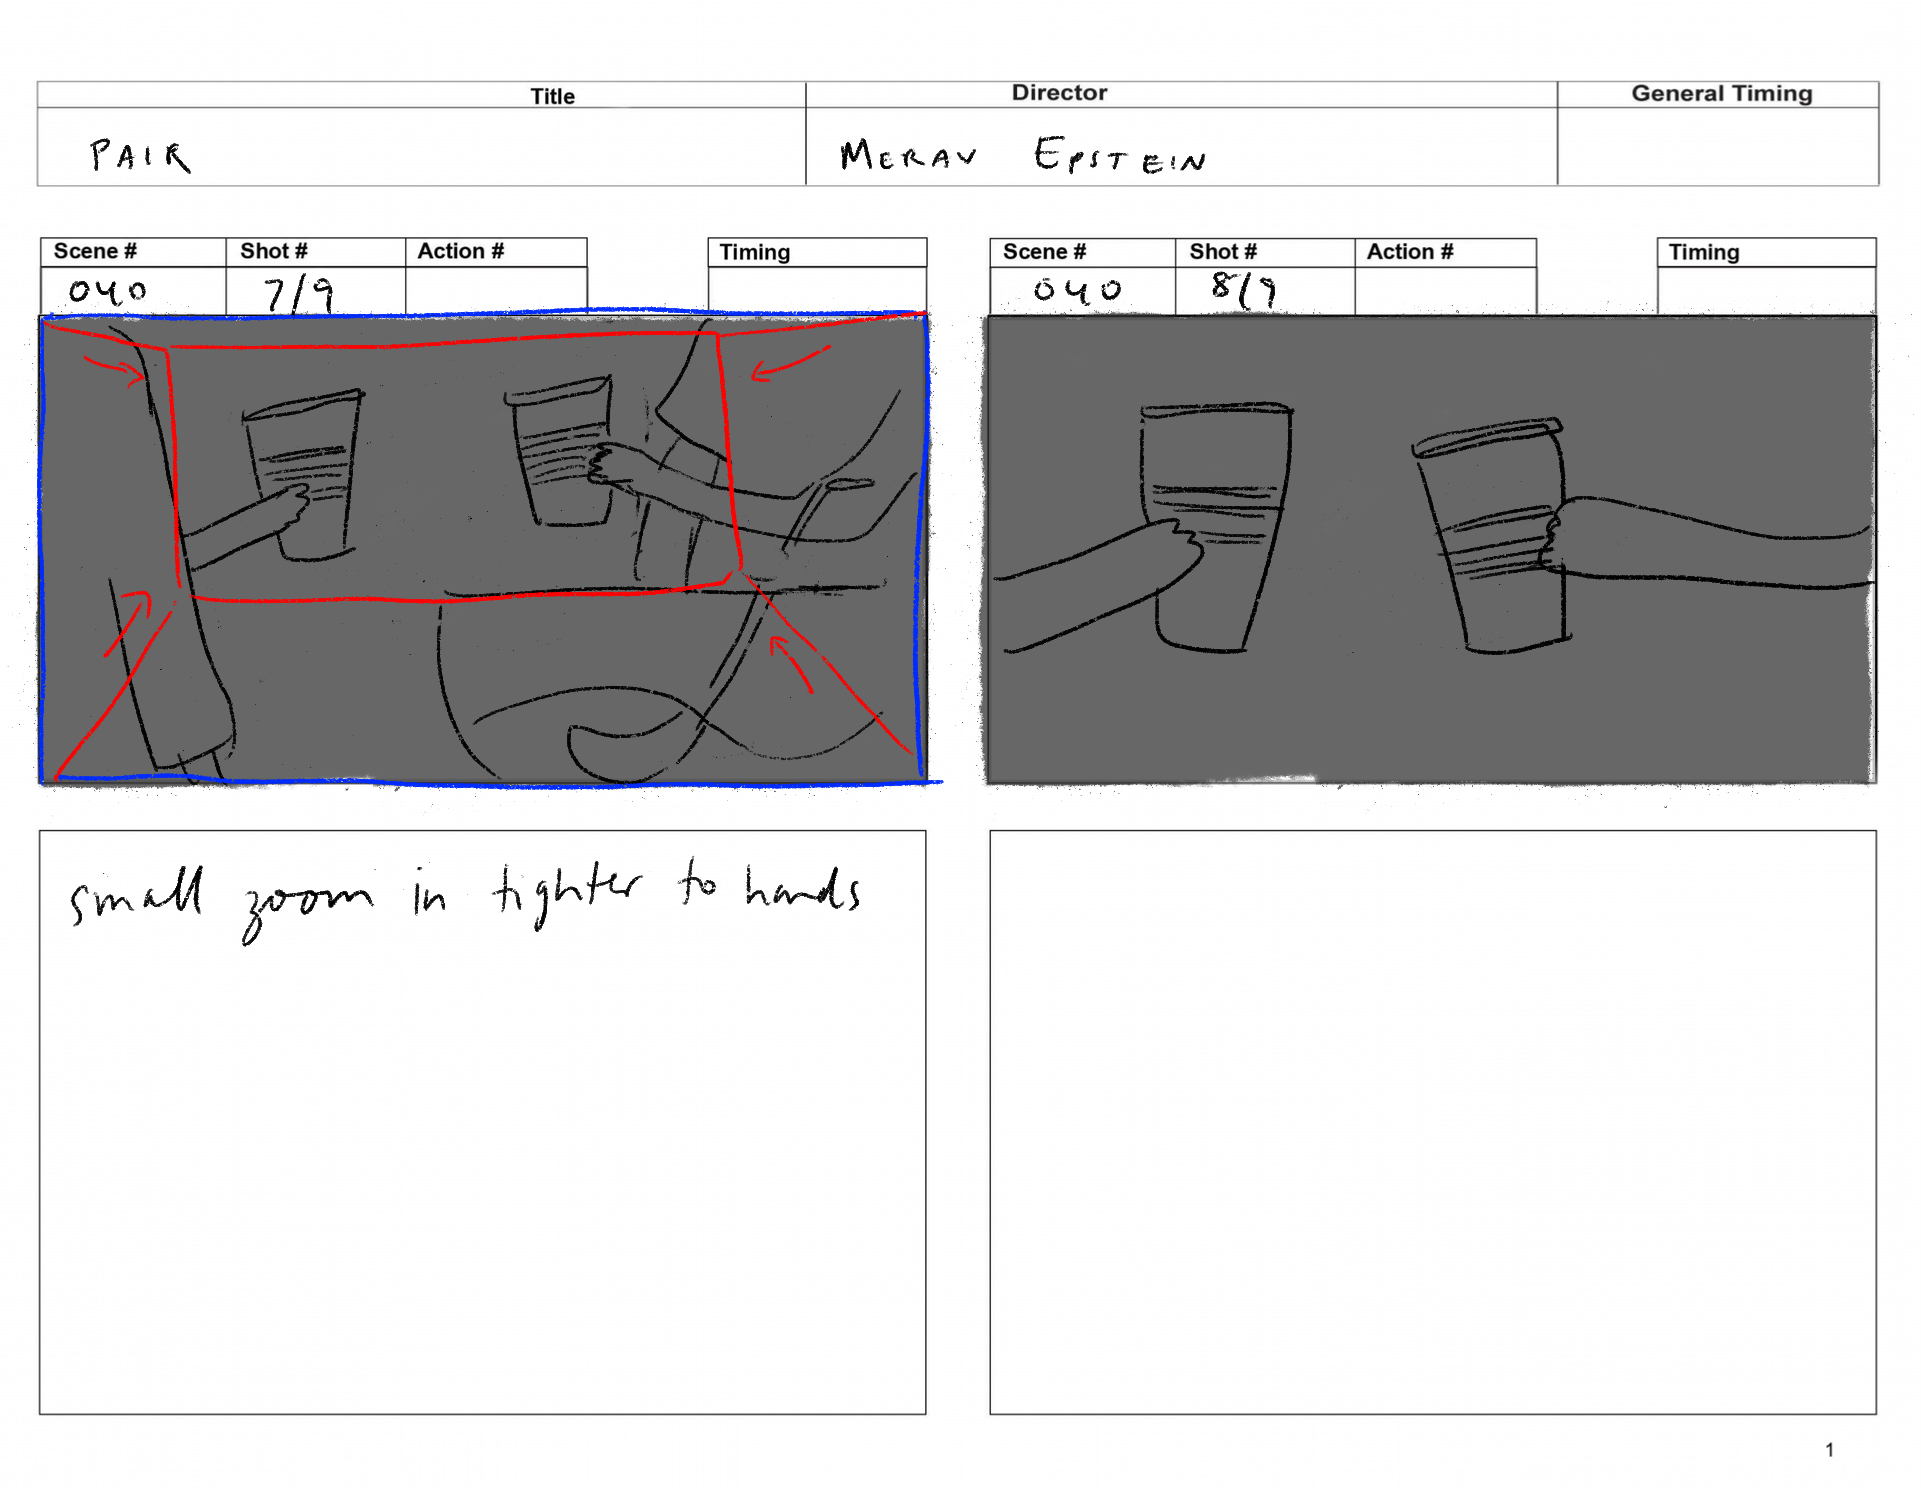 Title
Director
General Timing
PAIR
MERAV EPSTEIN
Scene #
Shot #
Action #
Timing
040
7/9
Scene #
Shot #
Action #
Timing
040
8/9
small zoom in tighter to hands
1